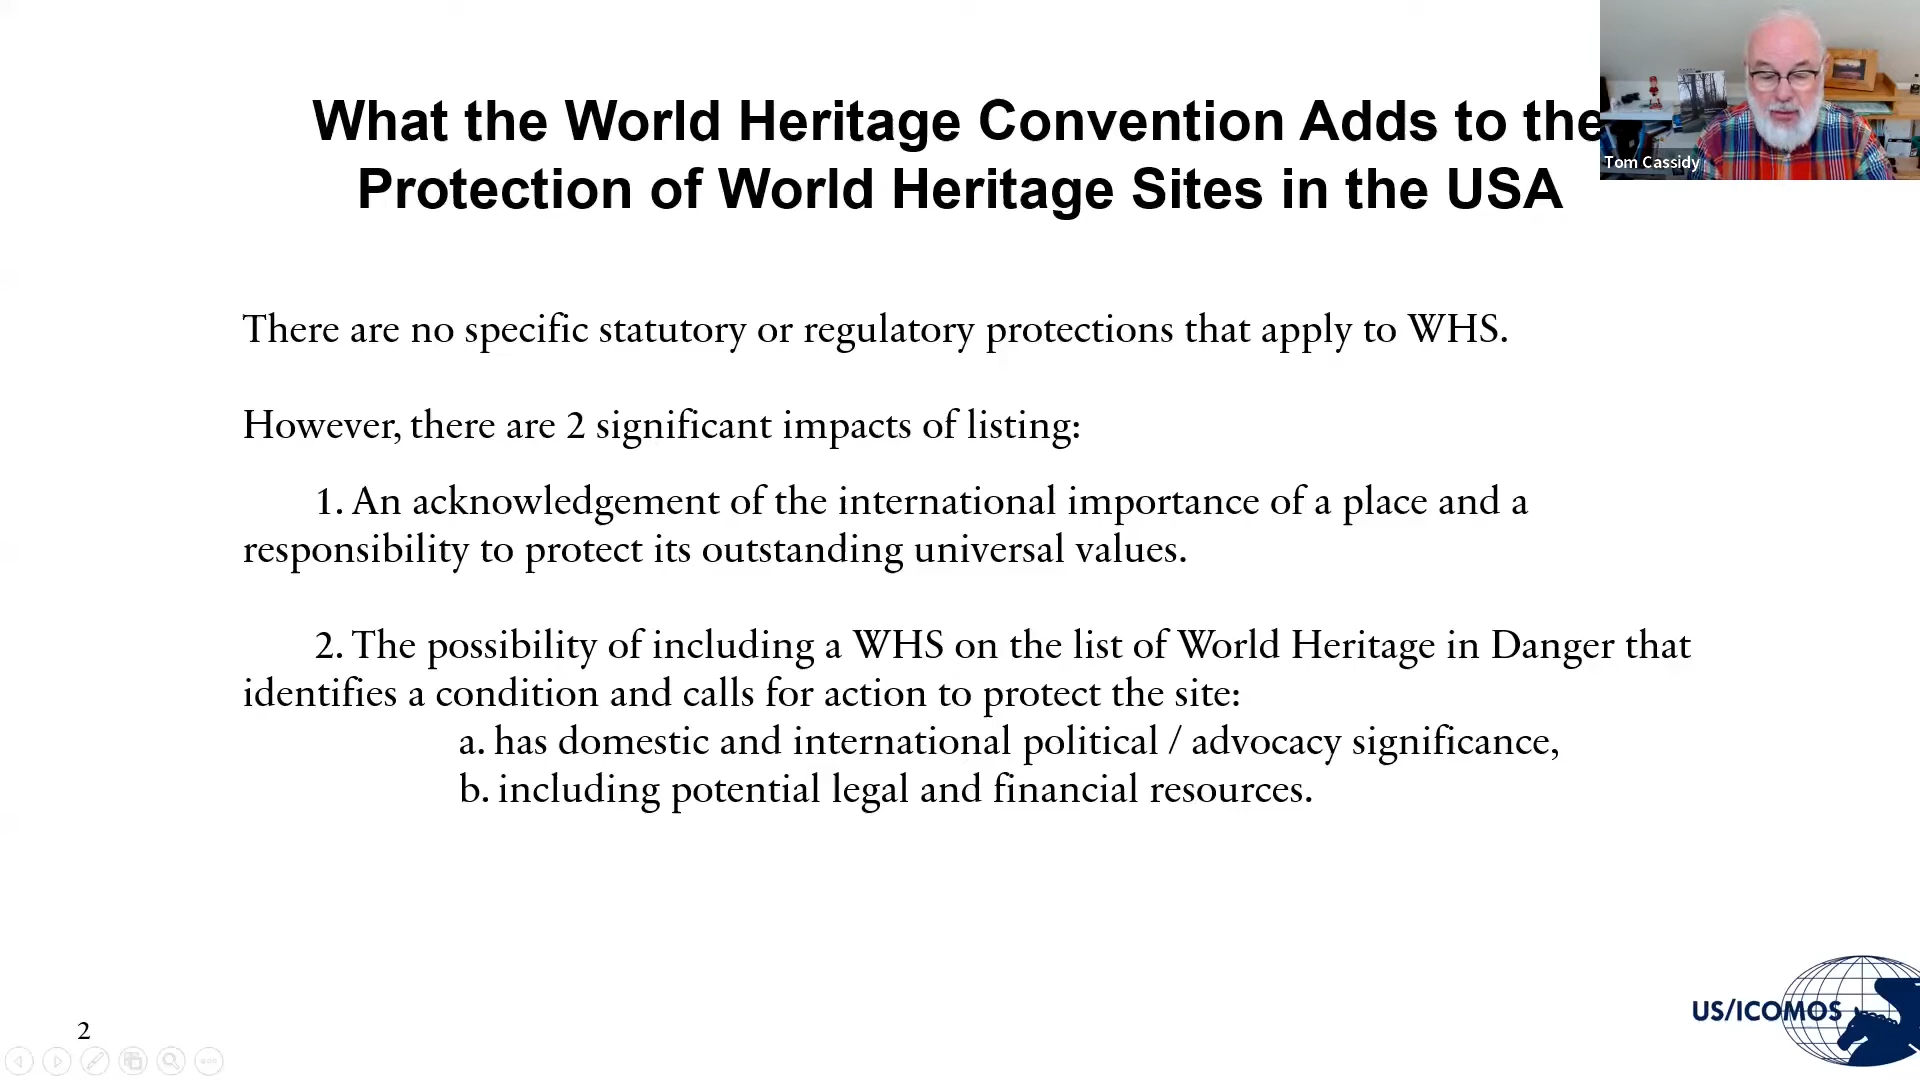 What the World Heritage Convention Adds to the
Protection of World Heritage Sites in the USA
Tom Cassidy
There are no specific statutory or regulatory protections that apply to WHS.
However, there are 2 significant impacts of listing:
1. An acknowledgement of the international importance of a place and a
responsibility to protect its outstanding universal values.
2. The possibility of including a WHS on the list of World Heritage in Danger that
identifies a condition and calls for action to protect the site:
a. has domestic and international political / advocacy significance,
b. including potential legal and financial resources.
US/ICOMOS
2